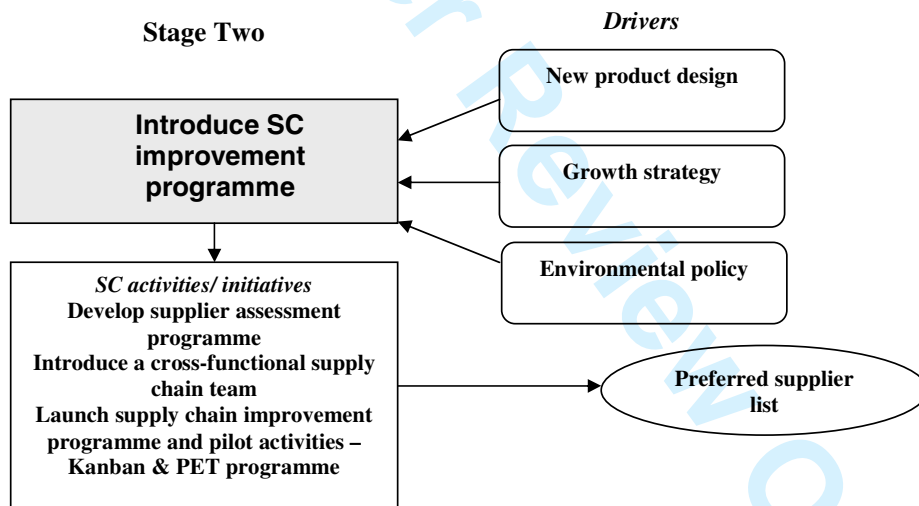 Stage Two
Drivers
New product design
Introduce SC
improvement
programme
Growth strategy
Environmental policy
SC activities/ initiatives
Develop supplier assessment
programme
Introduce a cross-functional supply
chain team
Launch supply chain improvement
programme and pilot activities –
Kanban & PET programme
Preferred supplier
list
Review